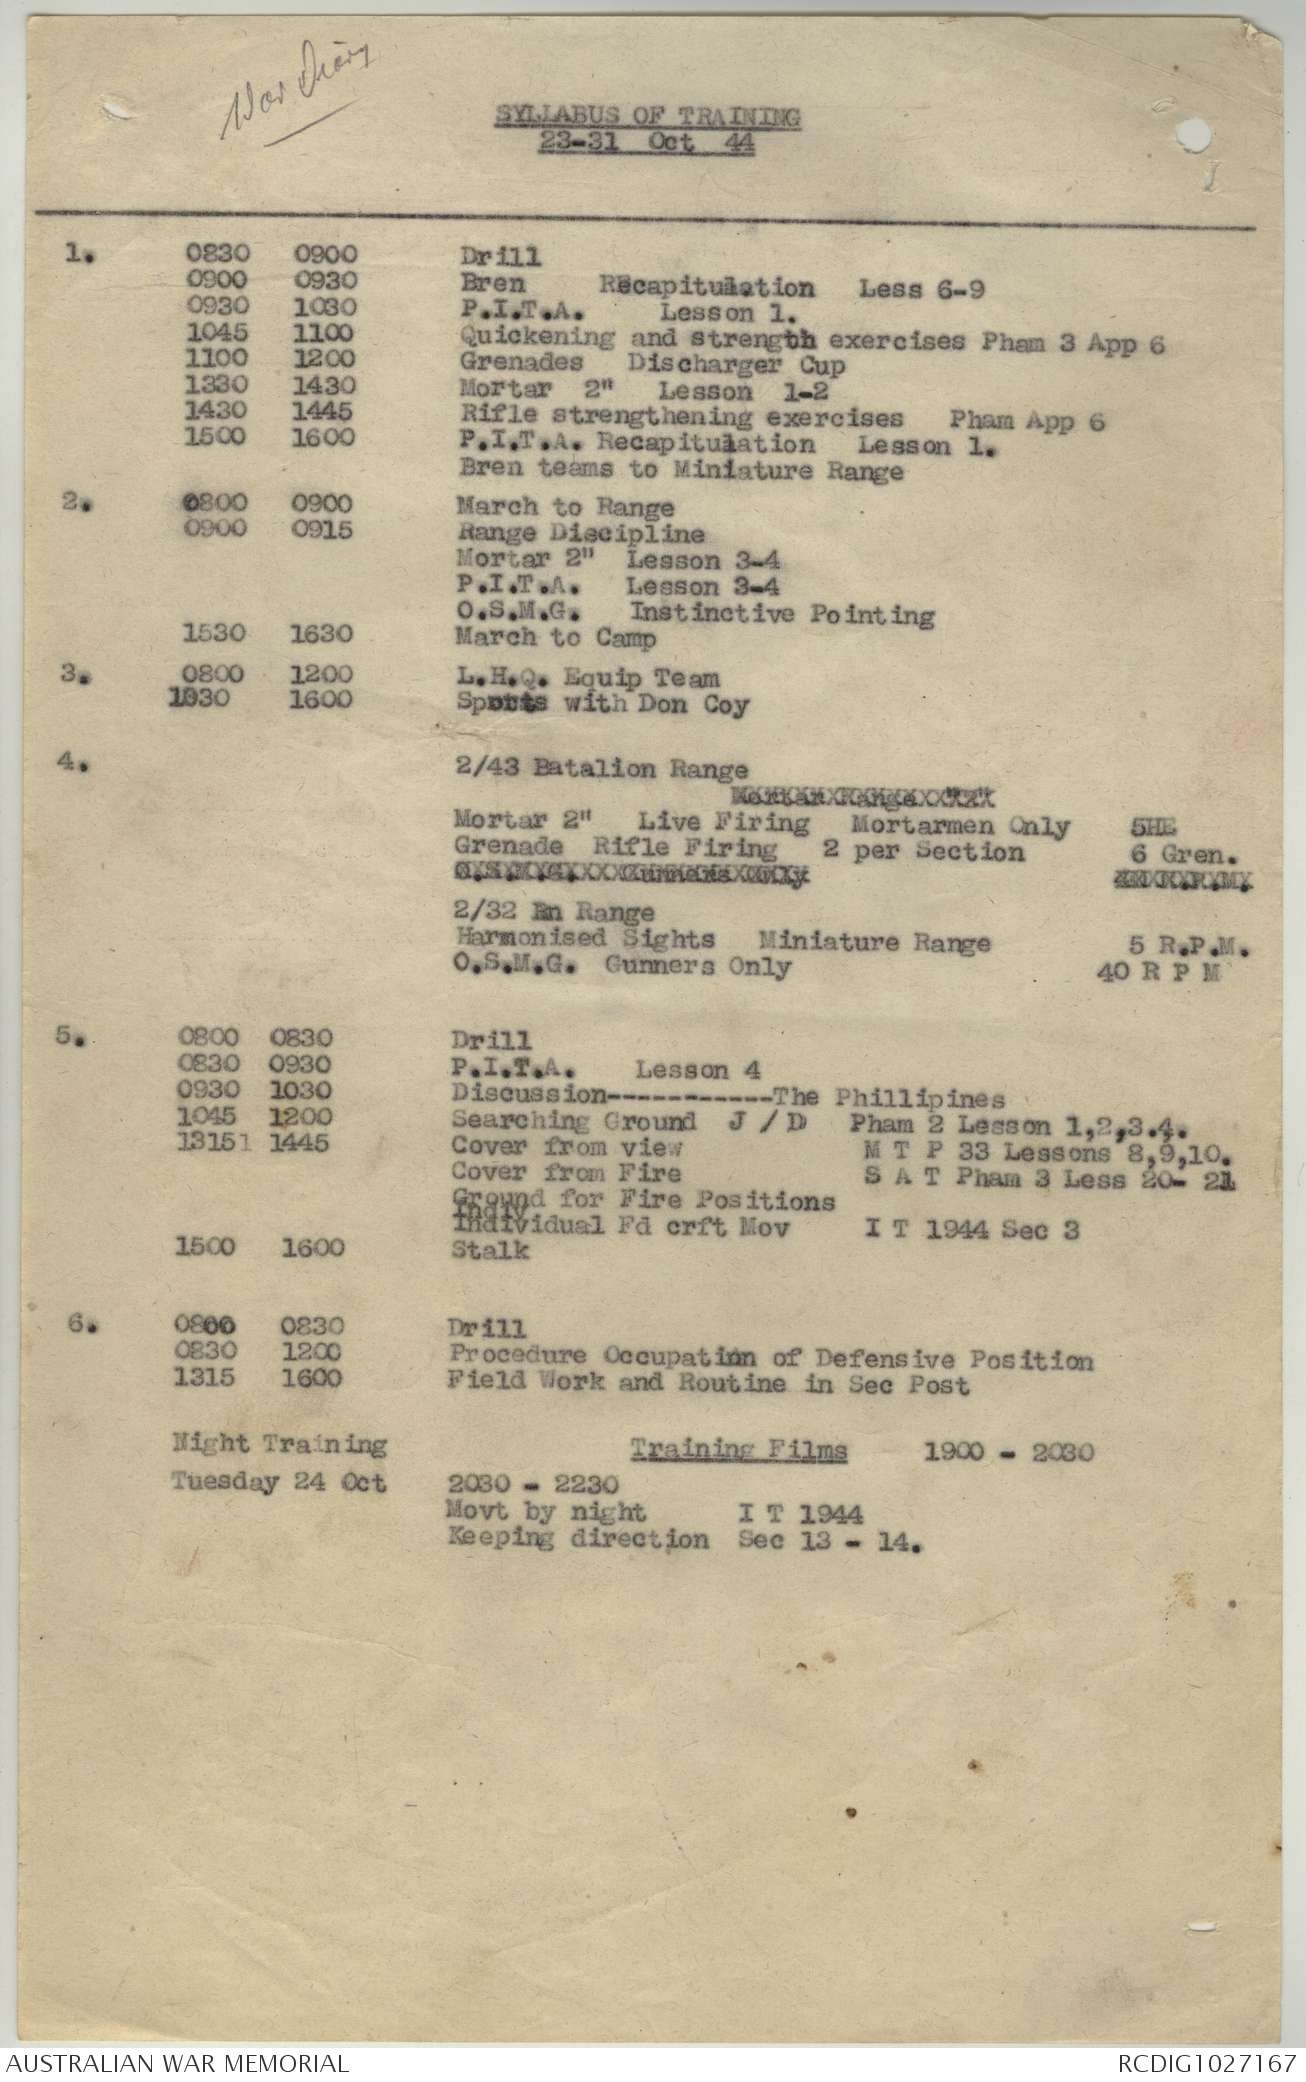 War Diary
SYLLABUS OF TRAINING
23-31 Oct 44
1. 0830 0900 Drill
0900 0930 Bren Recapitulation Less 6-9
0930 1030 P.I.T.A. Lesson 1.
1045 1100 Quickening and strength exercises Pham 3 App 6
1100 1200 Grenades Discharger Cup
1330 1430 Mortar 2" Lesson 1-2
1430 1445 Rifle strengthening exercises Pham App 6
1500 1600 P.I.T.A. Recapitulation Lesson 1.
Bren teams to Miniature Range
2. 0800 0900 March to Range
0900 0915 Range Discipline
Mortar 2" Lesson 3-4
P.I.T.A. Lesson 3-4
O.S.M.G. Instinctive Pointing
1530 1630 March to Camp
3. 0800 1200 L.H.Q. Equip Team
1030 1600 Sports with Don Coy
4. 2/43 Batalion Range
Mortar Range
Mortar 2" Live Firing Mortarmen Only 5HE
Grenade Rifle Firing 2 per Section 6 Gren.
O.S.M.G. Gunners Only R.P.M.
2/32 Bn Range
Harmonised Sights Miniature Range 5 R.P.M.
O.S.M.G. Gunners Only 40 R P M
5. 0800 0830 Drill
0830 0930 P.I.T.A. Lesson 4
0930 1030 Discussion-----------The Phillipines
1045 1200 Searching Ground J / D Pham 2 Lesson 1,2,3.4.
13151 1445 Cover from view M T P 33 Lessons 8,9,10.
Cover from Fire S A T Pham 3 Less 20- 21
Ground for Fire Positions
Indiv
Individual Fd crft Mov I T 1944 Sec 3
1500 1600 Stalk
6. 0800 0830 Drill
0830 1200 Procedure Occupation of Defensive Position
1315 1600 Field Work and Routine in Sec Post
Night Training Training Films 1900 - 2030
Tuesday 24 Oct 2030 - 2230
Movt by night I T 1944
Keeping direction Sec 13 - 14.
AUSTRALIAN WAR MEMORIAL RCDIG1027167